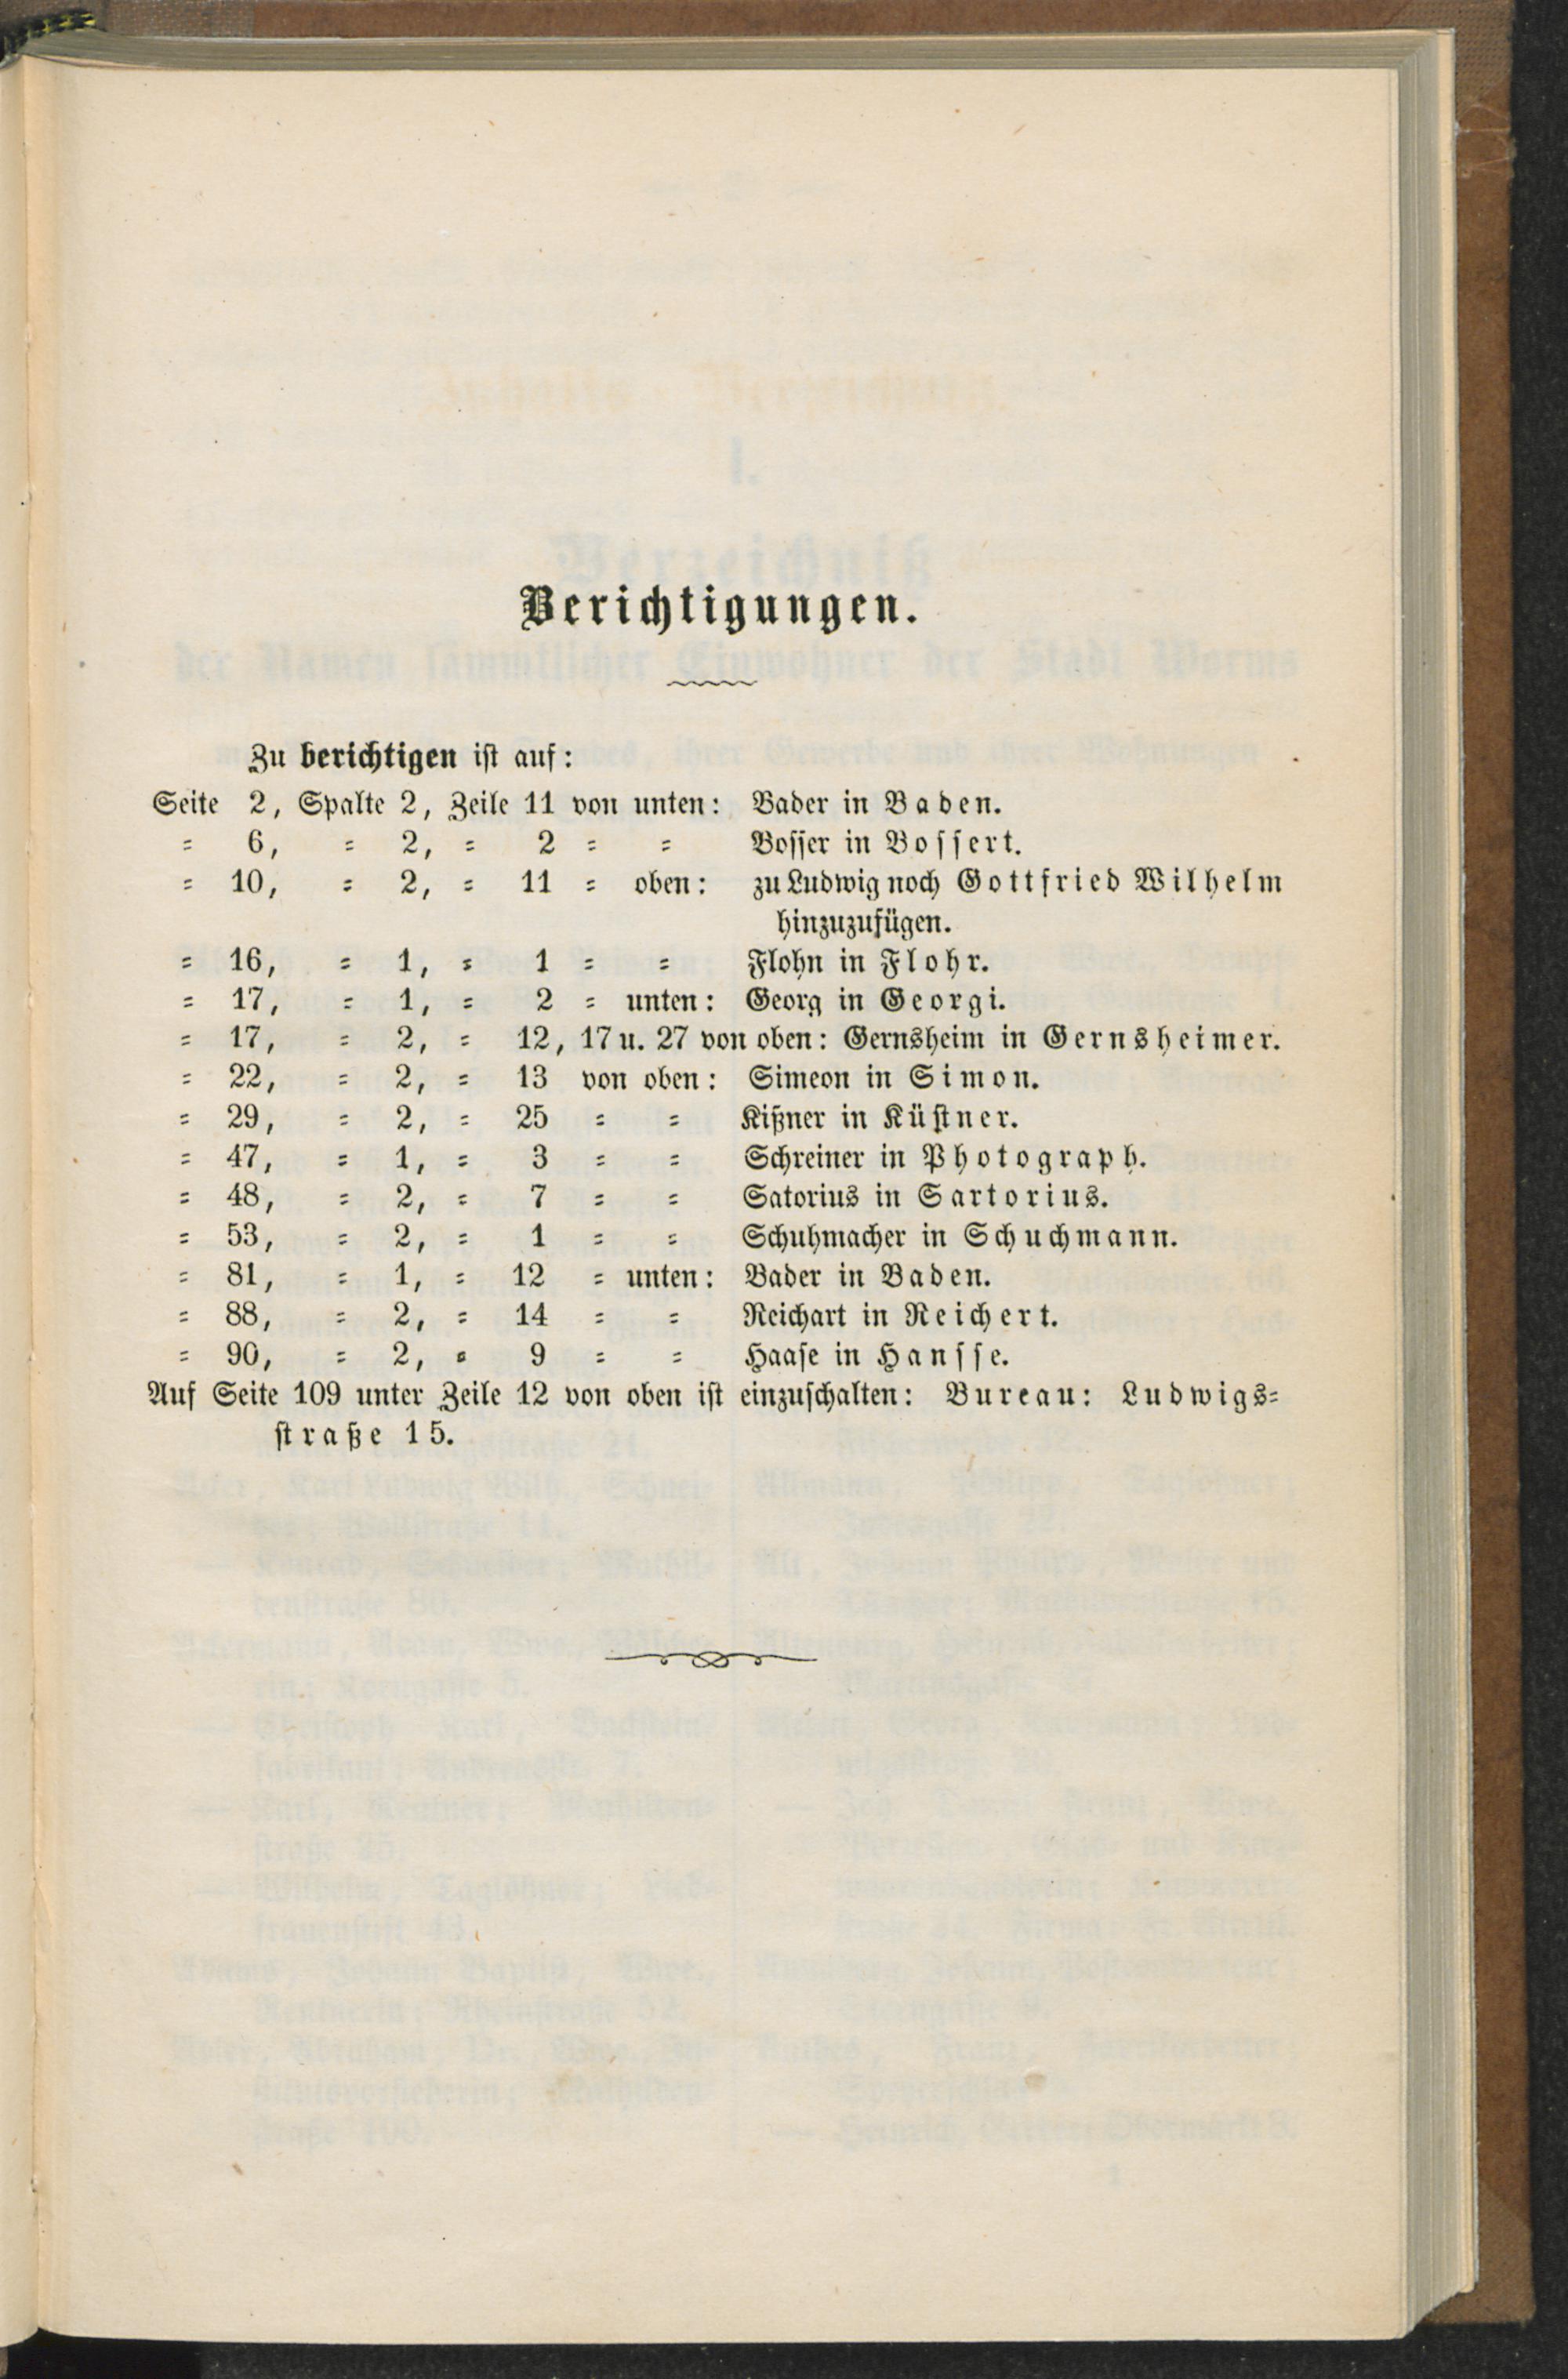 Berichtigungen.
Zu berichtigen ist auf:
Seite 2, Spalte 2, Zeile 11 von unten: Bader in Baden.
= 6, = 2, = 2 = = Bosser in Bossert.
= 10, = 2, = 11 = oben: zu Ludwig noch Gottfried Wilhelm
hinzuzufügen.
= 16, = 1, = 1 = = Flohn in Flohr.
= 17, = 1, = 2 = unten: Georg in Georgi.
= 17, = 2, = 12, 17 u. 27 von oben: Gernsheim in Gernsheimer.
= 22, = 2, = 13 von oben: Simeon in Simon.
= 29, = 2, = 25 = = Kißner in Küstner.
= 47, = 1, = 3 = = Schreiner in Photograph.
= 48, = 2, = 7 = = Satorius in Sartorius.
= 53, = 2, = 1 = = Schuhmacher in Schuchmann.
= 81, = 1, = 12 = unten: Bader in Baden.
= 88, = 2, = 14 = = Reichart in Reichert.
= 90, = 2, = 9 = = Haase in Hansse.
Auf Seite 109 unter Zeile 12 von oben ist einzuschalten: Bureau: Ludwigs=
straße 15.